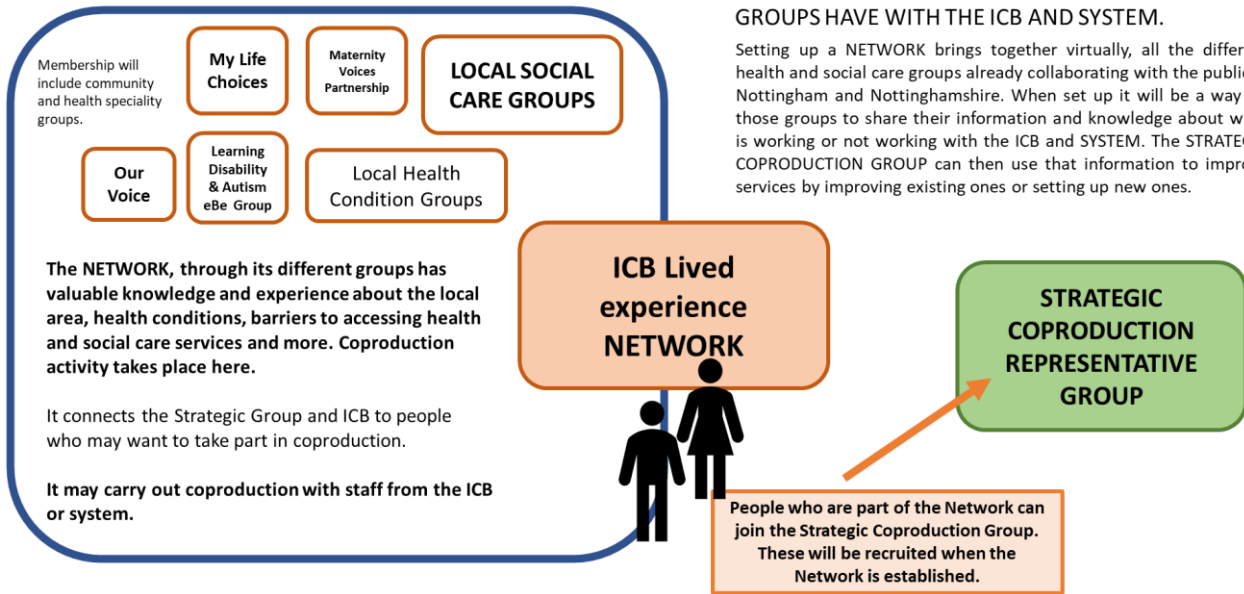 Membership will
include community
and health speciality
groups.
My Life
Choices
Maternity
Voices
Partnership
LOCAL SOCIAL
CARE GROUPS
Our
Voice
Learning
Disability
& Autism
eBe Group
Local Health
Condition Groups
The NETWORK, through its different groups has
valuable knowledge and experience about the local
area, health conditions, barriers to accessing health
and social care services and more. Coproduction
activity takes place here.
It connects the Strategic Group and ICB to people
who may want to take part in coproduction.
It may carry out coproduction with staff from the ICB
or system.
ICB Lived
experience
NETWORK
GROUPS HAVE WITH THE ICB AND SYSTEM.
Setting up a NETWORK brings together virtually, all the
health and social care groups already collaborating with the
Nottingham and Nottinghamshire. When set up it will be a way
those groups to share their information and knowledge about
is working or not working with the ICB and SYSTEM. The
COPRODUCTION GROUP can then use that information to
services by improving existing ones or setting up new ones.
STRATEGIC
COPRODUCTION
REPRESENTATIVE
GROUP
People who are part of the Network can
join the Strategic Coproduction Group.
These will be recruited when the
Network is established.